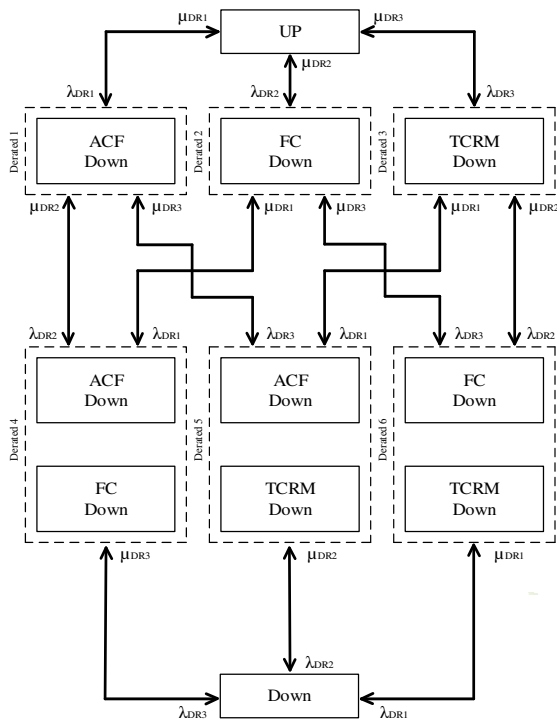 μDR1 UP μDR3
μDR2
λDR1 λDR2 λDR3
Derated 1 ACF Down
Derated 2 FC Down
Derated 3 TCRM Down
μDR2 μDR3 μDR1 μDR3 μDR1 μDR2
λDR2 λDR1 λDR3 λDR1 λDR3 λDR2
Derated 4
ACF
Down
FC
Down
Derated 5
ACF
Down
TCRM
Down
Derated 6
FC
Down
TCRM
Down
μDR3 μDR2 μDR1
λDR2
λDR3 Down λDR1